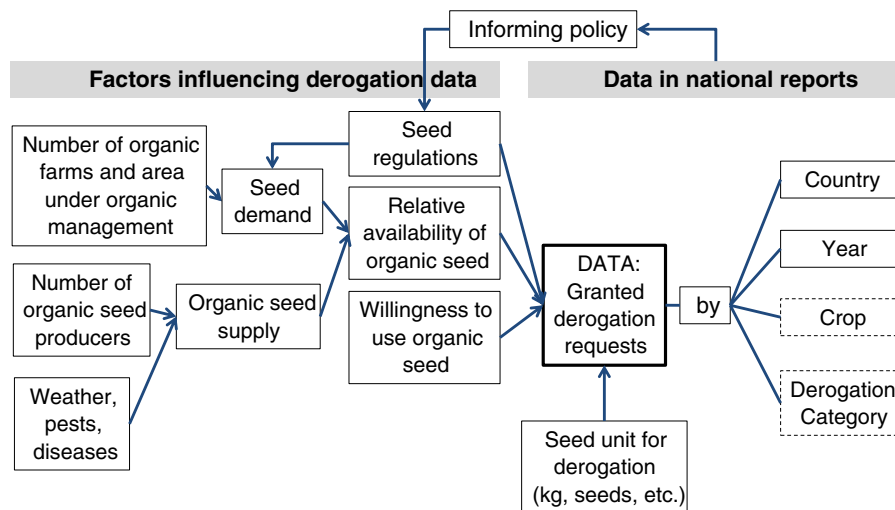 Informing policy
Factors influencing derogation data
Data in national reports
Number of organic
farms and area
under organic
management
Seed
demand
Seed
regulations
Relative
availability of
organic seed
Number of
organic seed
producers
Organic seed
supply
Willingness to
use organic
seed
Weather,
pests,
diseases
DATA:
Granted
derogation
requests
by
Country
Year
Crop
Derogation
Category
Seed unit for
derogation
(kg, seeds, etc.)